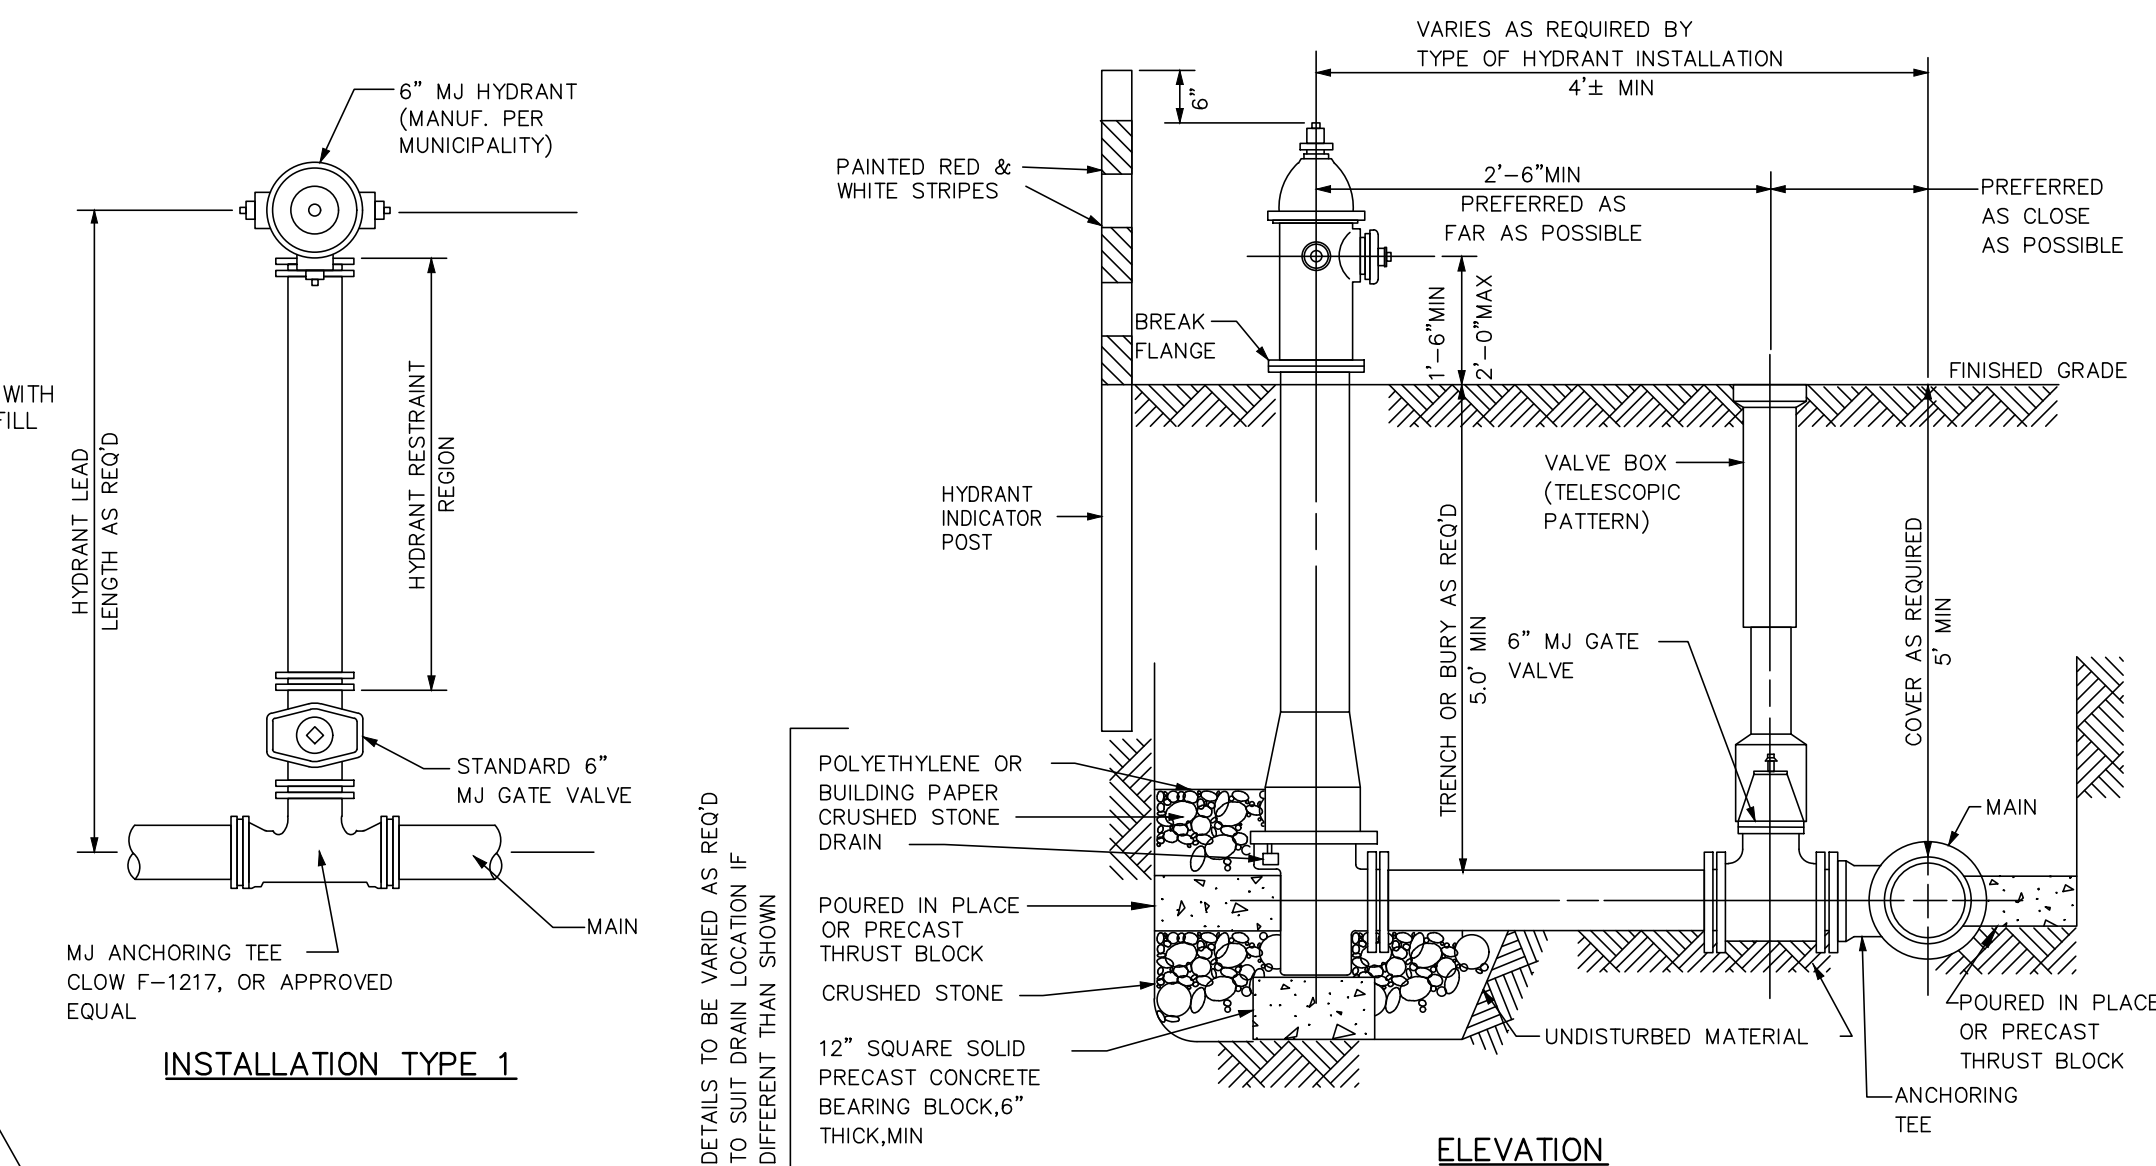 6” MJ HYDRANT
(MANUF. PER
MUNICIPALITY)
WITH
FILL
HYDRANT LEAD
LENGTH AS REQ'D
HYDRANT RESTRAINT
REGION
STANDARD 6”
MJ GATE VALVE
MAIN
MJ ANCHORING TEE
CLOW F-1217, OR APPROVED
EQUAL
INSTALLATION TYPE 1
DETAILS TO BE VARIED AS REQ'D
TO SUIT DRAIN LOCATION IF
DIFFERENT THAN SHOWN
VARIES AS REQUIRED BY
TYPE OF HYDRANT INSTALLATION
4'± MIN
6”
PAINTED RED &
WHITE STRIPES
2'-6”MIN
PREFERRED AS
FAR AS POSSIBLE
PREFERRED
AS CLOSE
AS POSSIBLE
BREAK
FLANGE
1'-6”MIN
2'-0”MAX
FINISHED GRADE
HYDRANT
INDICATOR
POST
VALVE BOX
(TELESCOPIC
PATTERN)
TRENCH OR BURY AS REQ'D
5.0' MIN
6” MJ GATE
VALVE
COVER AS REQUIRED
5' MIN
POLYETHYLENE OR
BUILDING PAPER
CRUSHED STONE
DRAIN
MAIN
POURED IN PLACE
OR PRECAST
THRUST BLOCK
CRUSHED STONE
12” SQUARE SOLID
PRECAST CONCRETE
BEARING BLOCK,6”
THICK,MIN
UNDISTURBED MATERIAL
POURED IN PLACE
OR PRECAST
THRUST BLOCK
ANCHORING
TEE
ELEVATION